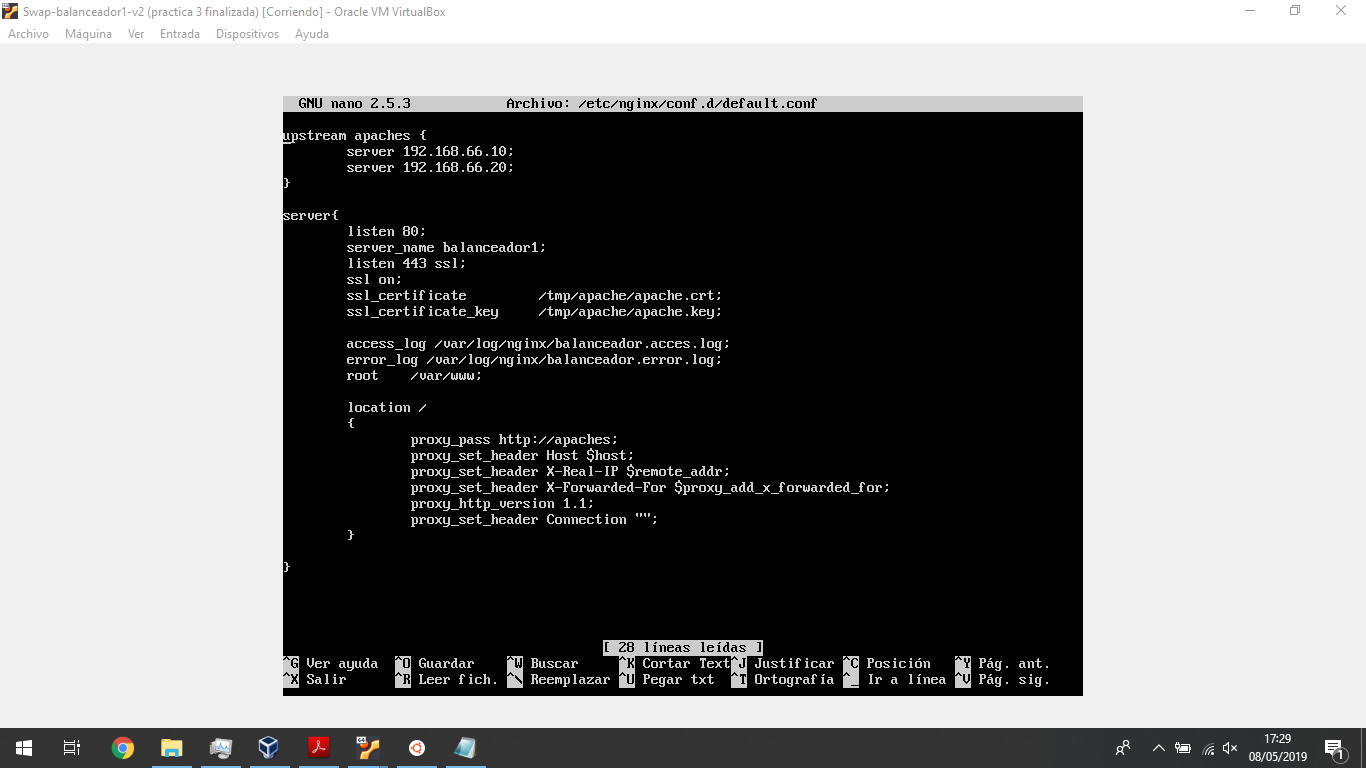 Swap-balanceador1-v2 (practica 3 finalizada) [Corriendo] - Oracle VM VirtualBox
Archivo Máquina Ver Entrada Dispositivos Ayuda
GNU nano 2.5.3 Archivo: /etc/nginx/conf.d/default.conf
upstream apaches {
server 192.168.66.10;
server 192.168.66.20;
}
server{
listen 80;
server_name balanceador1;
listen 443 ssl;
ssl on;
ssl_certificate /tmp/apache/apache.crt;
ssl_certificate_key /tmp/apache/apache.key;
access_log /var/log/nginx/balanceador.acces.log;
error_log /var/log/nginx/balanceador.error.log;
root /var/www;
location /
{
proxy_pass http://apaches;
proxy_set_header Host $host;
proxy_set_header X-Real-IP $remote_addr;
proxy_set_header X-Forwarded-For $proxy_add_x_forwarded_for;
proxy_http_version 1.1;
proxy_set_header Connection "";
}
}
[ 28 líneas leídas ]
^G Ver ayuda ^O Guardar ^W Buscar ^K Cortar Text ^J Justificar ^C Posición ^Y Pág. ant.
^X Salir ^R Leer fich. ^\ Reemplazar ^U Pegar txt ^T Ortografía ^_ Ir a línea ^V Pág. sig.
17:29
08/05/2019
1